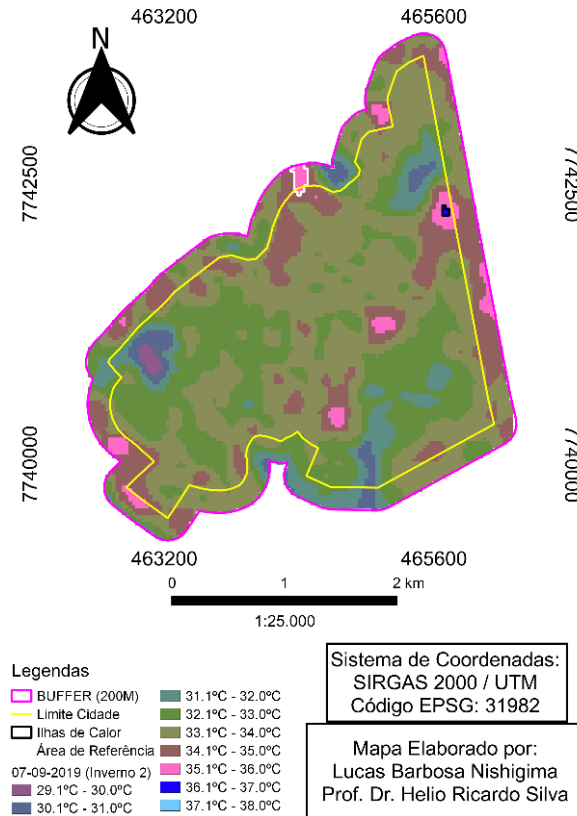 463200 465600
N
7742500 7742500
7740000 7740000
463200 465600
0 1 2 km
1:25.000
Legendas
BUFFER (200M)
Limite Cidade
Ilhas de Calor
Área de Referência
07-09-2019 (Inverno 2)
29.1ºC - 30.0ºC
30.1ºC - 31.0ºC
31.1ºC - 32.0ºC
32.1ºC - 33.0ºC
33.1ºC - 34.0ºC
34.1ºC - 35.0ºC
35.1ºC - 36.0ºC
36.1ºC - 37.0ºC
37.1ºC - 38.0ºC
Sistema de Coordenadas:
SIRGAS 2000 / UTM
Código EPSG: 31982
Mapa Elaborado por:
Lucas Barbosa Nishigima
Prof. Dr. Helio Ricardo Silva